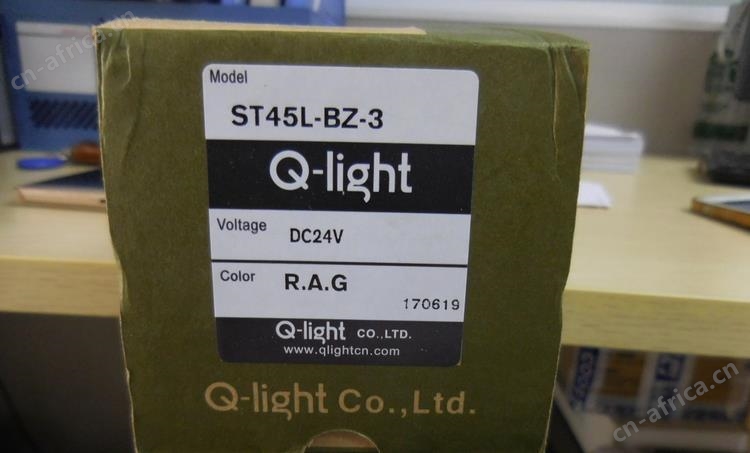 cn-africa.cn
Model
ST45L-BZ-3
Q-light
Voltage DC24V
Color R.A.G
170619
Q-light CO.,LTD.
www.qlightcn.com
Q-light Co.,Ltd.
cn-africa.cn